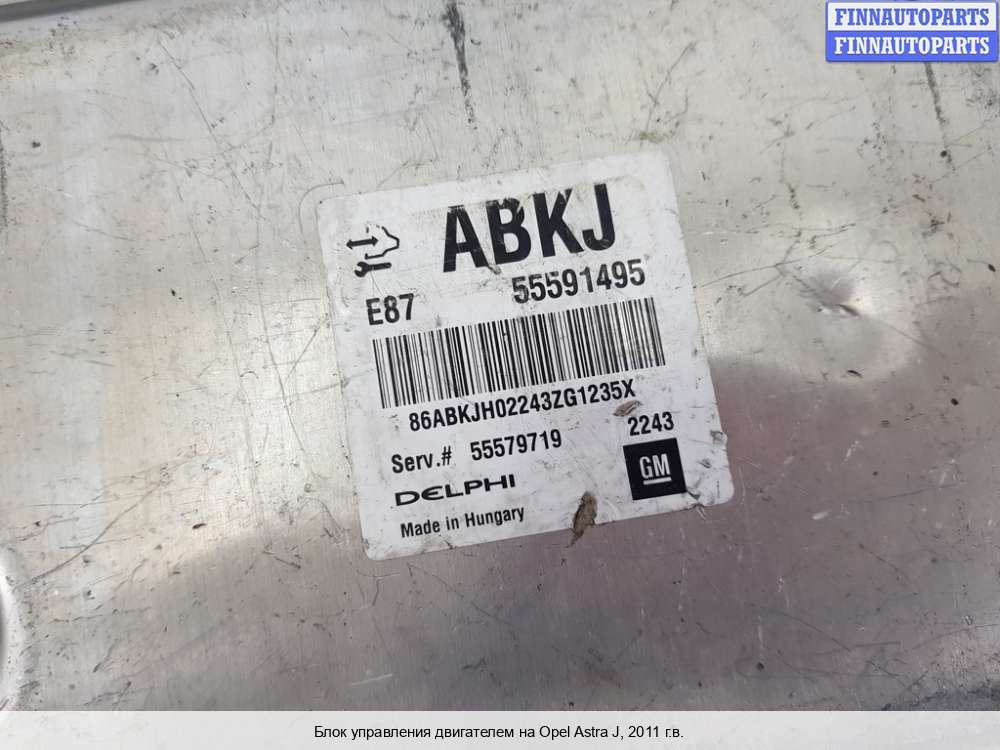 FINNAUTOPARTS
FINNAUTOPARTS
ABKJ
E87 55591495
86ABKJH02243ZG1235X
Serv.# 55579719 2243
DELPHI GM
Made in Hungary
Блок управления двигателем на Opel Astra J, 2011 г.в.